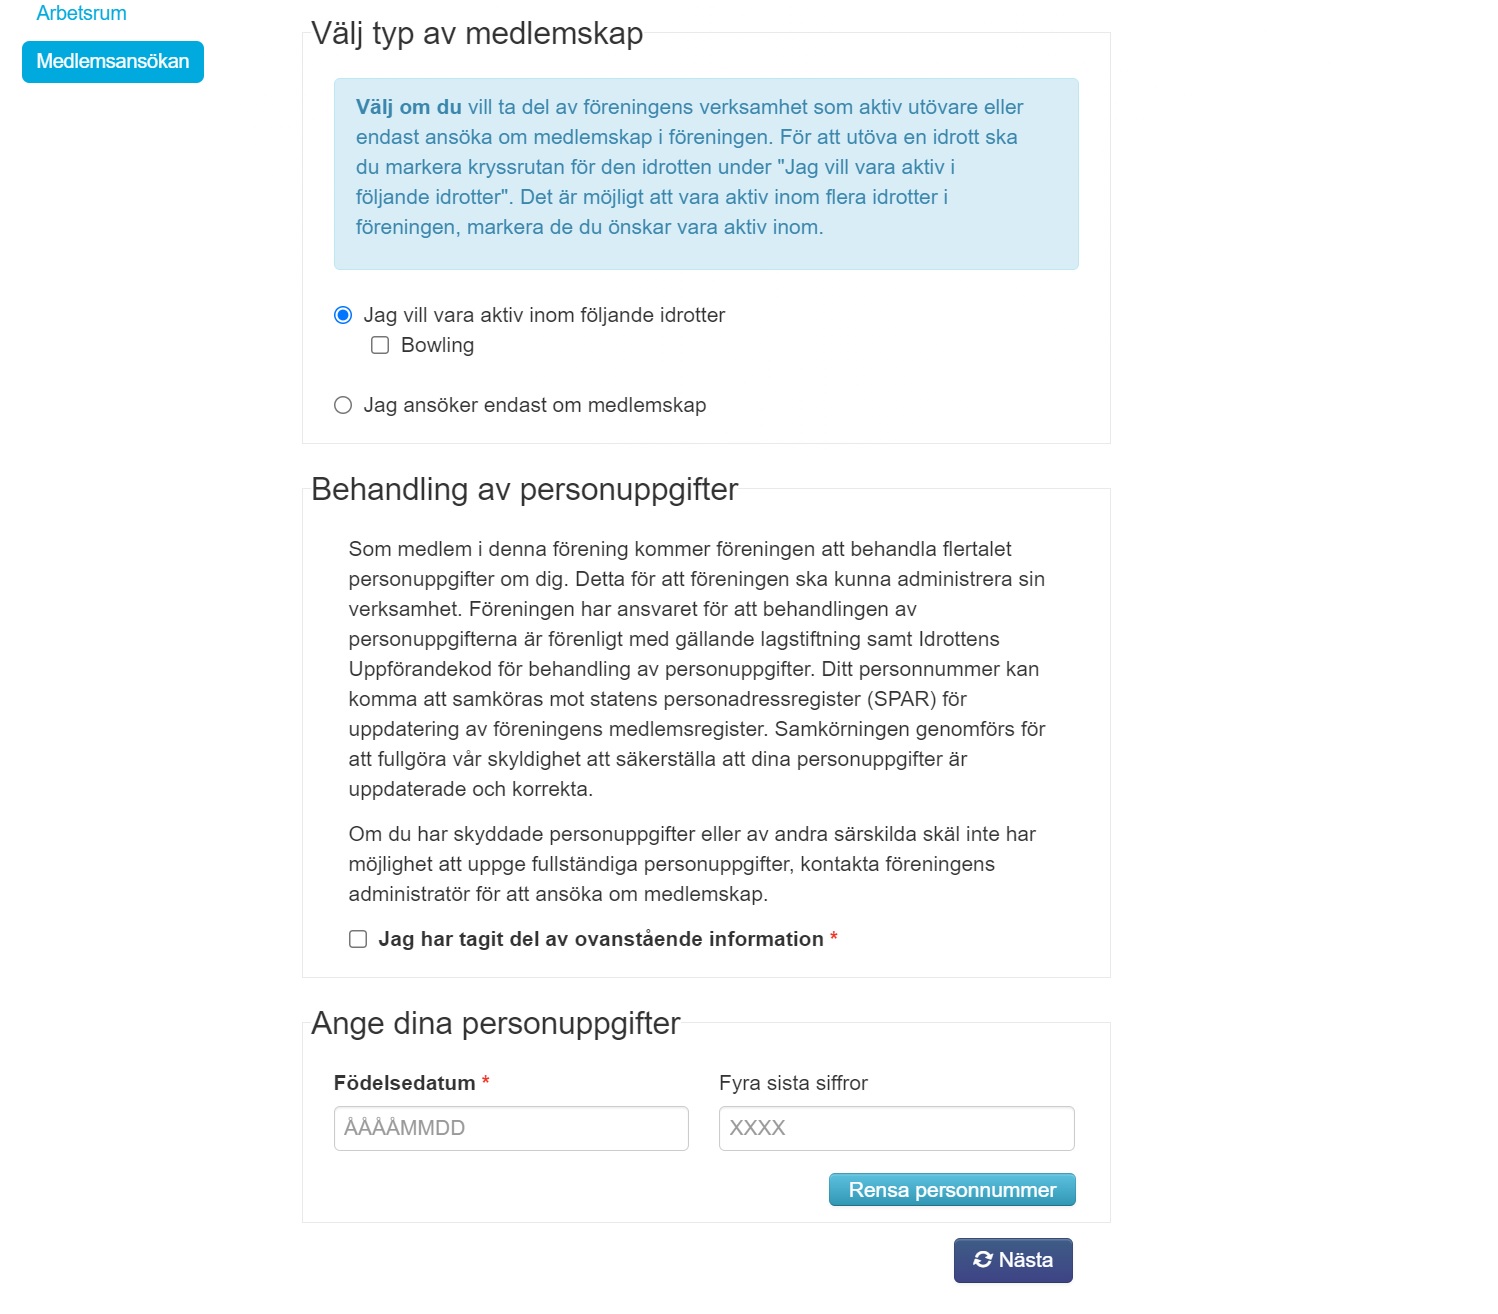 Arbetsrum
Medlemsansökan
Välj typ av medlemskap
Välj om du vill ta del av föreningens verksamhet som aktiv utövare eller
endast ansöka om medlemskap i föreningen. För att utöva en idrott ska
du markera kryssrutan för den idrotten under "Jag vill vara aktiv i
följande idrotter". Det är möjligt att vara aktiv inom flera idrotter i
föreningen, markera de du önskar vara aktiv inom.
Jag vill vara aktiv inom följande idrotter
Bowling
Jag ansöker endast om medlemskap
Behandling av personuppgifter
Som medlem i denna förening kommer föreningen att behandla flertalet
personuppgifter om dig. Detta för att föreningen ska kunna administrera sin
verksamhet. Föreningen har ansvaret för att behandlingen av
personuppgifterna är förenligt med gällande lagstiftning samt Idrottens
Uppförandekod för behandling av personuppgifter. Ditt personnummer kan
komma att samköras mot statens personadressregister (SPAR) för
uppdatering av föreningens medlemsregister. Samkörningen genomförs för
att fullgöra vår skyldighet att säkerställa att dina personuppgifter är
uppdaterade och korrekta.
Om du har skyddade personuppgifter eller av andra särskilda skäl inte har
möjlighet att uppge fullständiga personuppgifter, kontakta föreningens
administratör för att ansöka om medlemskap.
Jag har tagit del av ovanstående information *
Ange dina personuppgifter
Födelsedatum *
Fyra sista siffror
ÅÅÅÅMMDD
XXXX
Rensa personnummer
Nästa